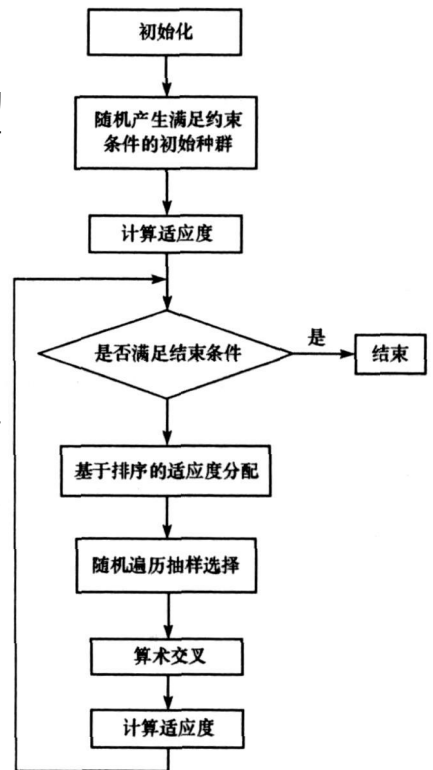 初始化
随机产生满足约束
条件的初始种群
计算适应度
是否满足结束条件
是
结束
基于排序的适应度分配
随机遍历抽样选择
算术交叉
计算适应度